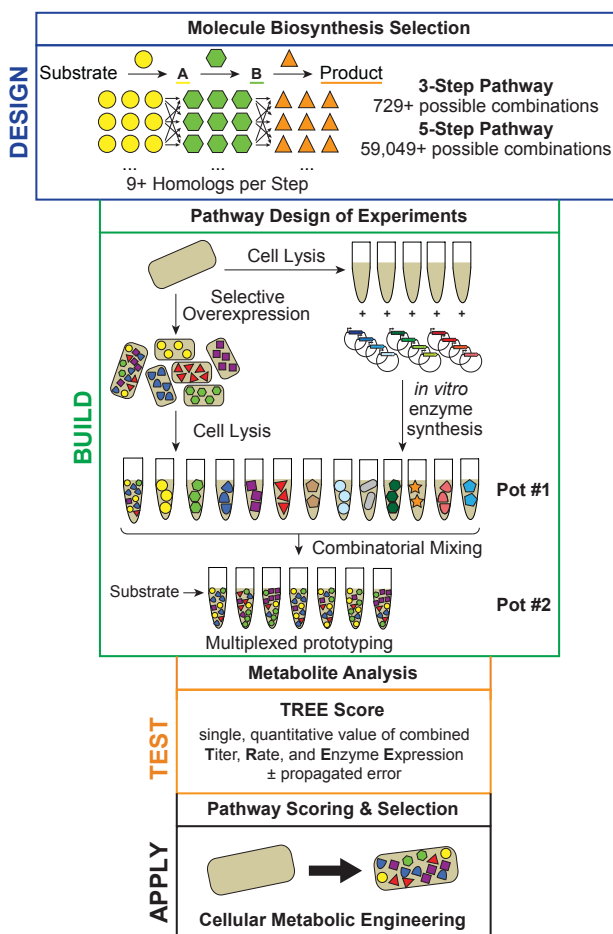 Molecule Biosynthesis Selection
DESIGN
Substrate A B Product
3-Step Pathway
729+ possible combinations
5-Step Pathway
59,049+ possible combinations
... ... ...
9+ Homologs per Step
Pathway Design of Experiments
BUILD
Cell Lysis
Selective
Overexpression
+ + + + +
in vitro
enzyme
synthesis
Cell Lysis
Pot #1
Combinatorial Mixing
Substrate
Pot #2
Multiplexed prototyping
Metabolite Analysis
TEST
TREE Score
single, quantitative value of combined
Titer, Rate, and Enzyme Expression
± propagated error
Pathway Scoring & Selection
APPLY
Cellular Metabolic Engineering